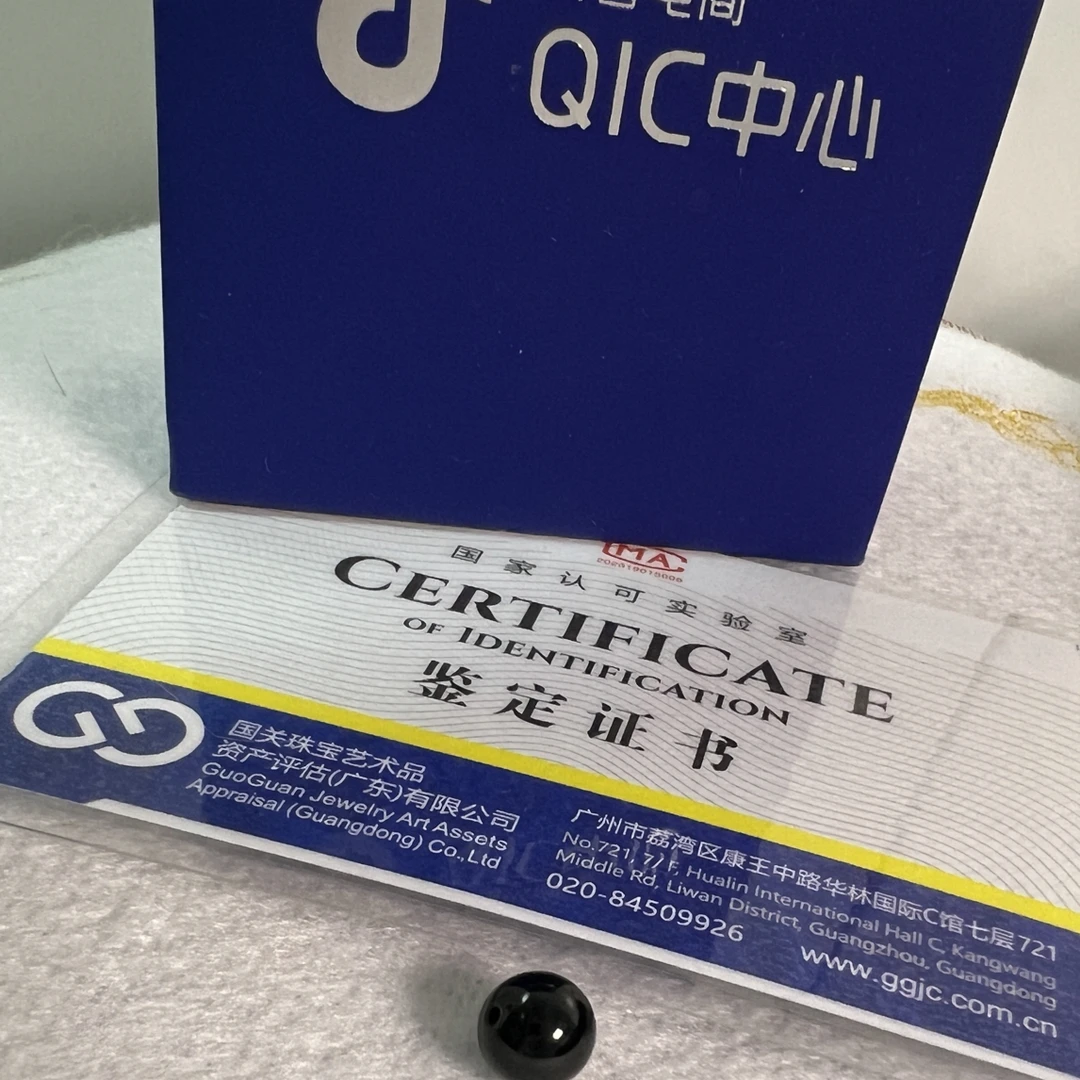 QIC中心
国家认可实验室
MA
CERTIFICATE
OF IDENTIFICATION
鉴定证书
国关珠宝艺术品
资产评估(广东)有限公司
GuoGuan Jewelry Art Assets
Appraisal (Guangdong) Co.,Ltd
广州市荔湾区康王中路华林国际C馆七层721
No.721, 7/F, Hualin International Hall C, Kangwang
Middle Rd, Liwan District, Guangzhou, Guangdong
020-84509926
www.ggjc.com.cn